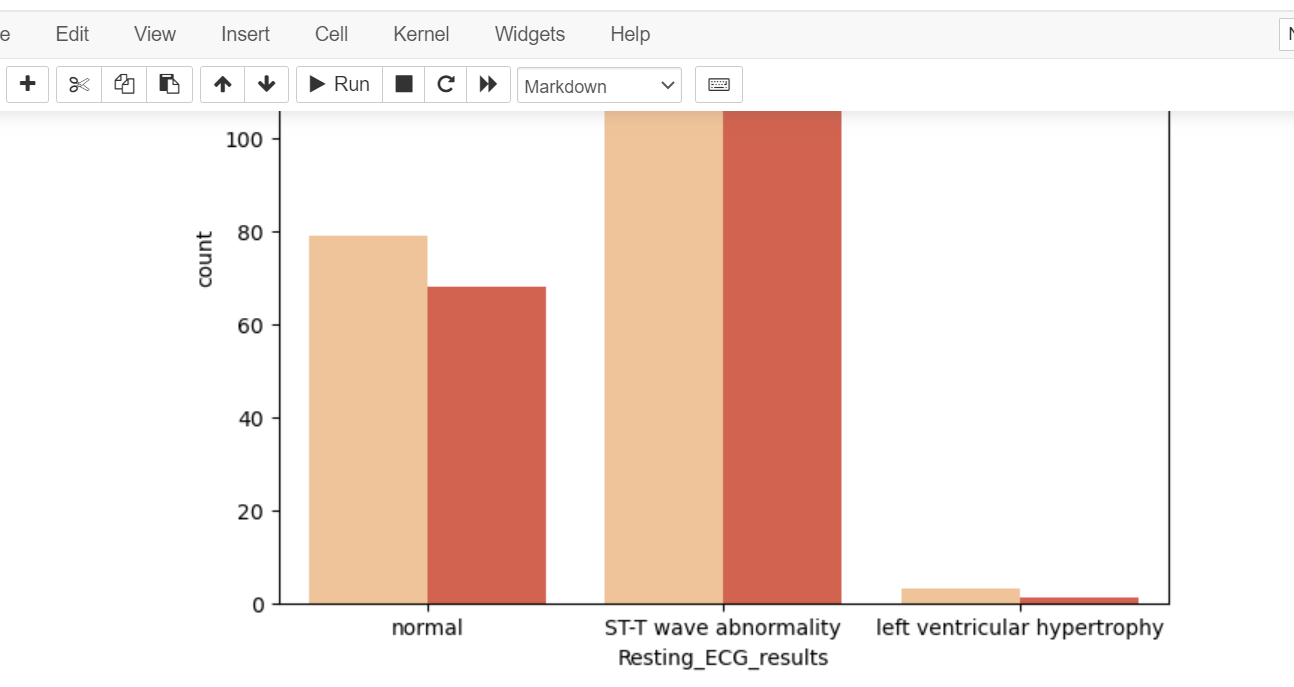 Edit View Insert Cell Kernel Widgets Help
Run Markdown
100
80
60
40
20
0
count
normal ST-T wave abnormality left ventricular hypertrophy
Resting_ECG_results